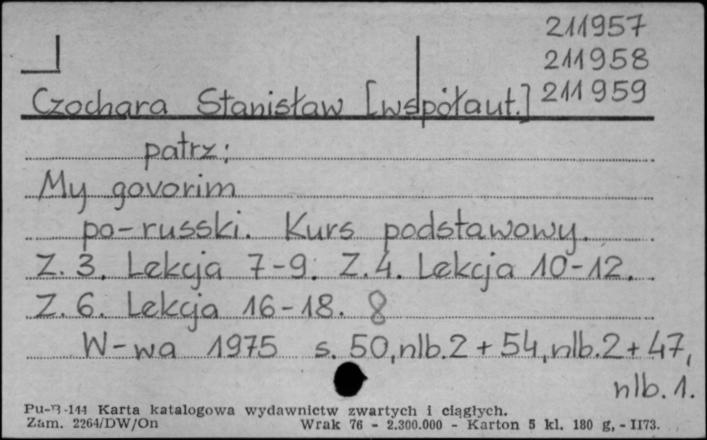 211957
211958
Czochara Stanisław [współaut.] 211959
patrz:
My govorim
po-russki. Kurs podstawowy.
Z. 3. Lekcja 7-9. Z. 4. Lekcja 10-12.
Z. 6. Lekcja 16-18. 8
W-wa 1975 s. 50, nlb. 2 + 54, nlb. 2 + 47,
nlb. 1.
Pu-B-144 Karta katalogowa wydawnictw zwartych i ciągłych.
Zam. 2264/DW/On Wrak 76 - 2.300.000 - Karton 5 kl. 180 g, - II73.